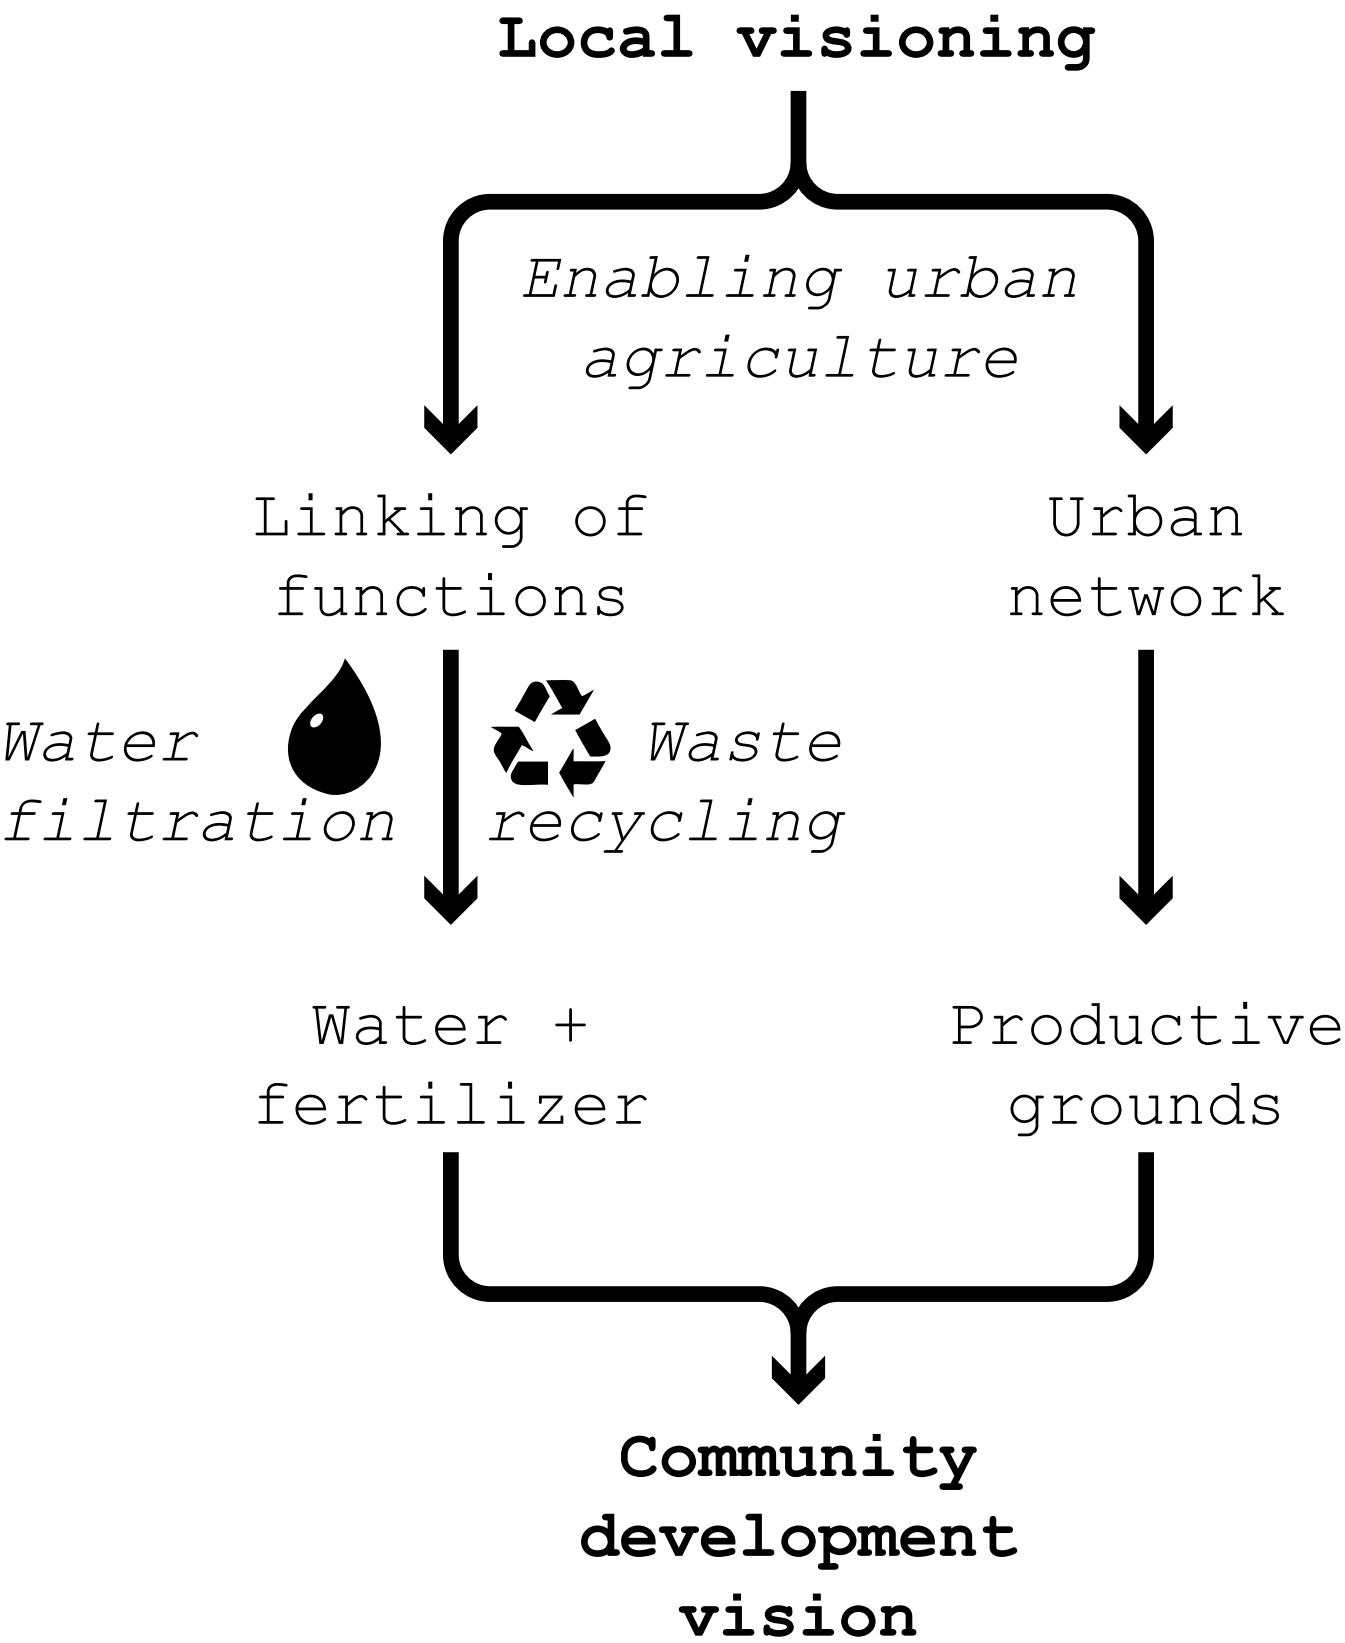 Local visioning
Enabling urban
agriculture
Linking of
functions
Urban
network
Water
filtration
Waste
recycling
Water +
fertilizer
Productive
grounds
Community
development
vision